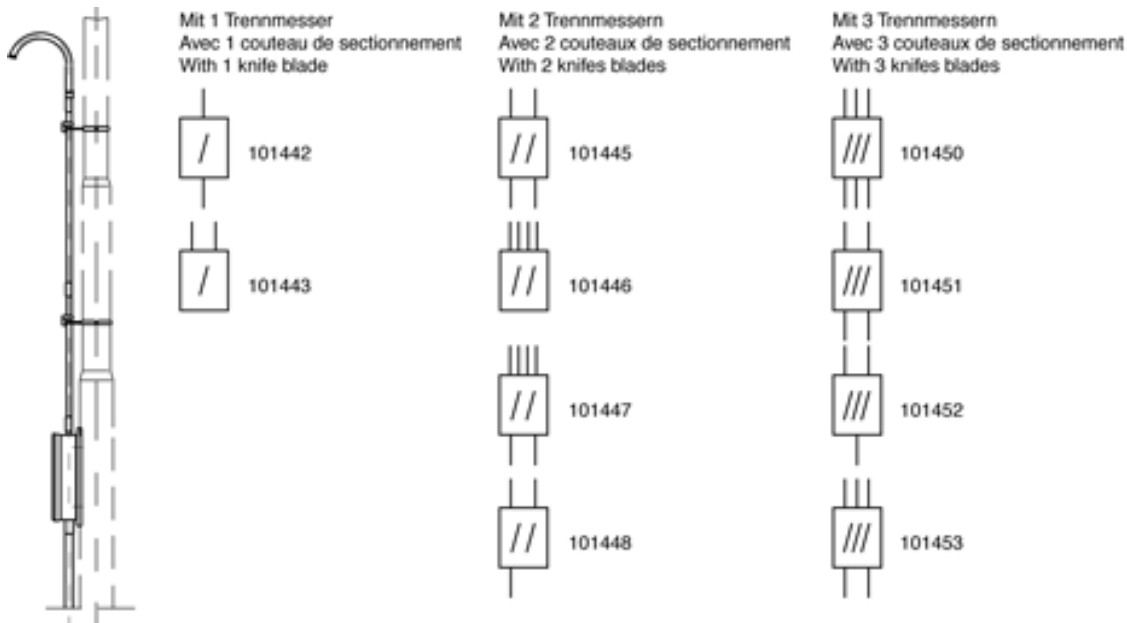 Mit 1 Trennmesser
Avec 1 couteau de sectionnement
With 1 knife blade
101442
101443
Mit 2 Trennmessern
Avec 2 couteaux de sectionnement
With 2 knifes blades
101445
101446
101447
101448
Mit 3 Trennmessern
Avec 3 couteaux de sectionnement
With 3 knifes blades
101450
101451
101452
101453